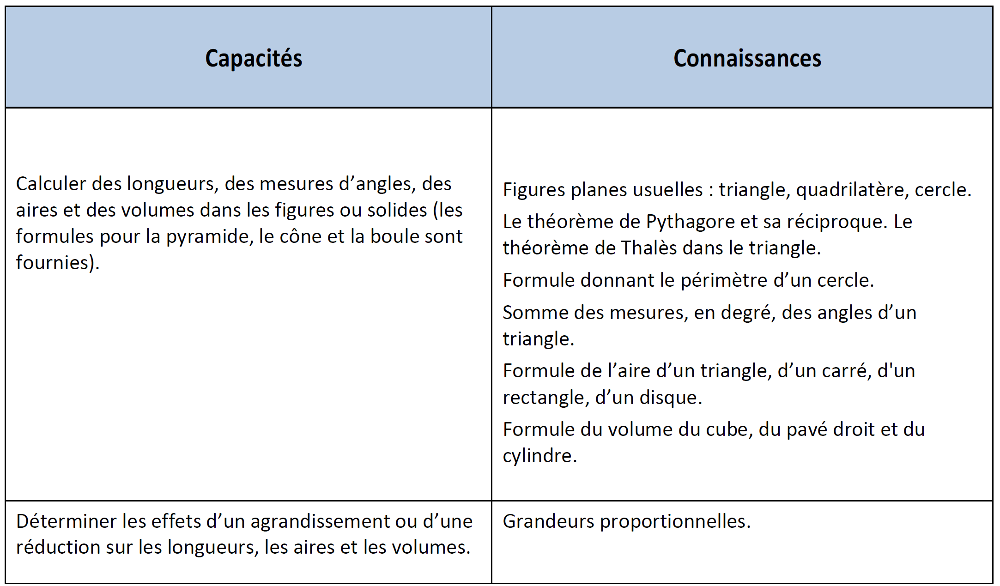 Capacités
Connaissances
Calculer des longueurs, des mesures d’angles, des
aires et des volumes dans les figures ou solides (les
formules pour la pyramide, le cône et la boule sont
fournies).
Figures planes usuelles : triangle, quadrilatère, cercle.
Le théorème de Pythagore et sa réciproque. Le
théorème de Thalès dans le triangle.
Formule donnant le périmètre d’un cercle.
Somme des mesures, en degré, des angles d’un
triangle.
Formule de l’aire d’un triangle, d’un carré, d'un
rectangle, d’un disque.
Formule du volume du cube, du pavé droit et du
cylindre.
Déterminer les effets d’un agrandissement ou d’une
réduction sur les longueurs, les aires et les volumes.
Grandeurs proportionnelles.